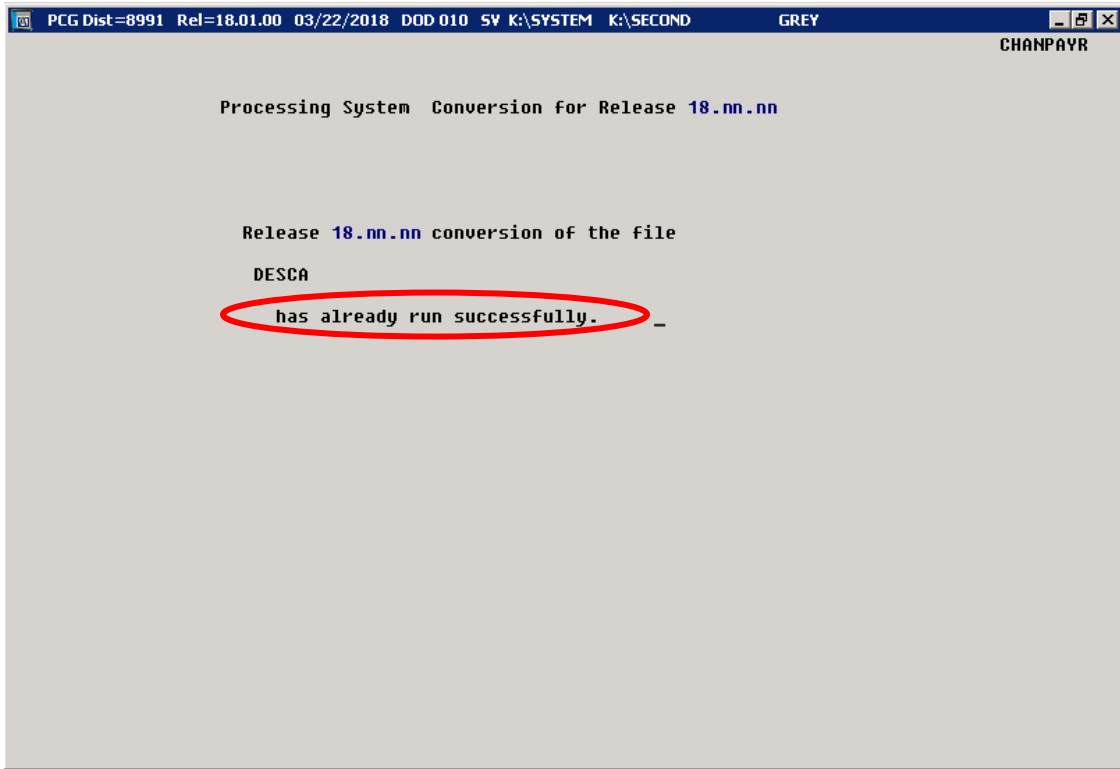 PCG Dist=8991 Rel=18.01.00 03/22/2018 DOD 010 SV K:\SYSTEM K:\SECOND GREY
CHANPAYR
Processing System Conversion for Release 18.nn.nn
Release 18.nn.nn conversion of the file
DESCA
has already run successfully. _